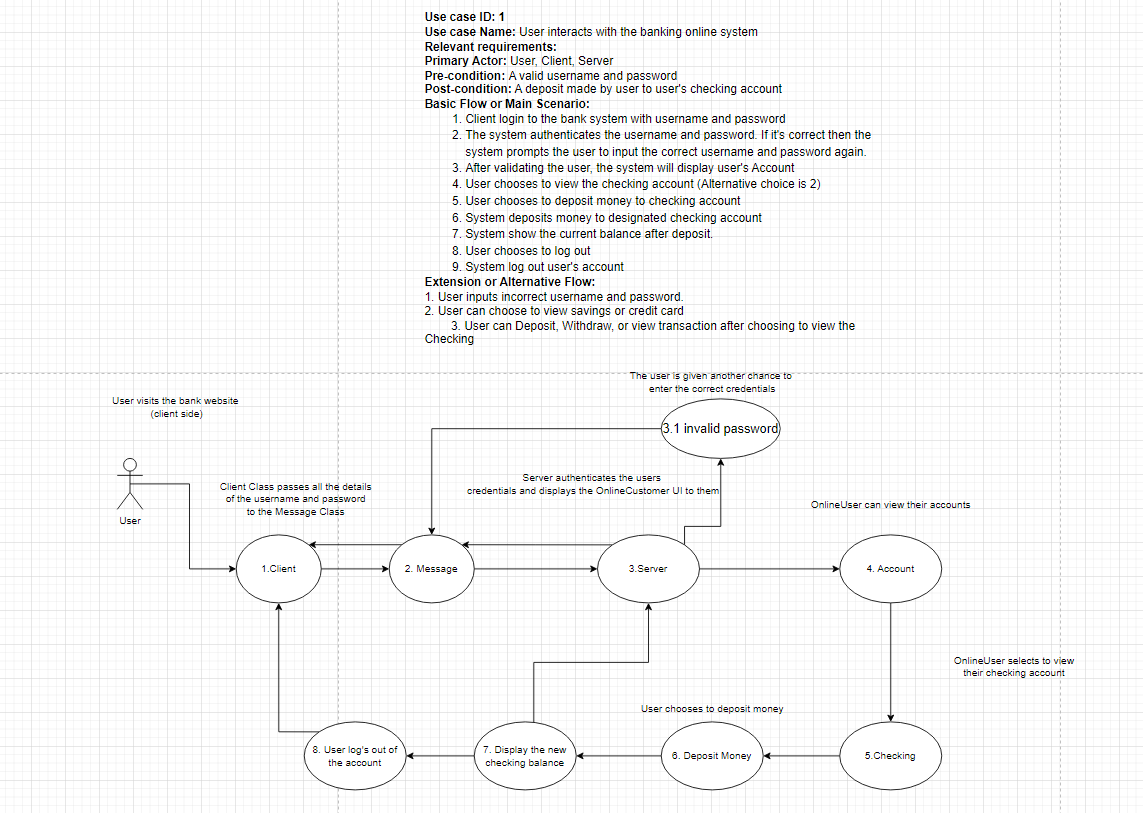 Use case ID: 1
Use case Name: User interacts with the banking online system
Relevant requirements:
Primary Actor: User, Client, Server
Pre-condition: A valid username and password
Post-condition: A deposit made by user to user's checking account
Basic Flow or Main Scenario:
1. Client login to the bank system with username and password
2. The system authenticates the username and password. If it's correct then the
system prompts the user to input the correct username and password again.
3. After validating the user, the system will display user's Account
4. User chooses to view the checking account (Alternative choice is 2)
5. User chooses to deposit money to checking account
6. System deposits money to designated checking account
7. System show the current balance after deposit.
8. User chooses to log out
9. System log out user's account
Extension or Alternative Flow:
1. User inputs incorrect username and password.
2. User can choose to view savings or credit card
3. User can Deposit, Withdraw, or view transaction after choosing to view the
Checking
The user is given another chance to
enter the correct credentials
User visits the bank website
(client side)
3.1 invalid password
Server authenticates the users
credentials and displays the OnlineCustomer UI to them
Client Class passes all the details
of the username and password
to the Message Class
OnlineUser can view their accounts
User
1.Client
2. Message
3.Server
4. Account
OnlineUser selects to view
their checking account
User chooses to deposit money
8. User log's out of
the account
7. Display the new
checking balance
6. Deposit Money
5.Checking